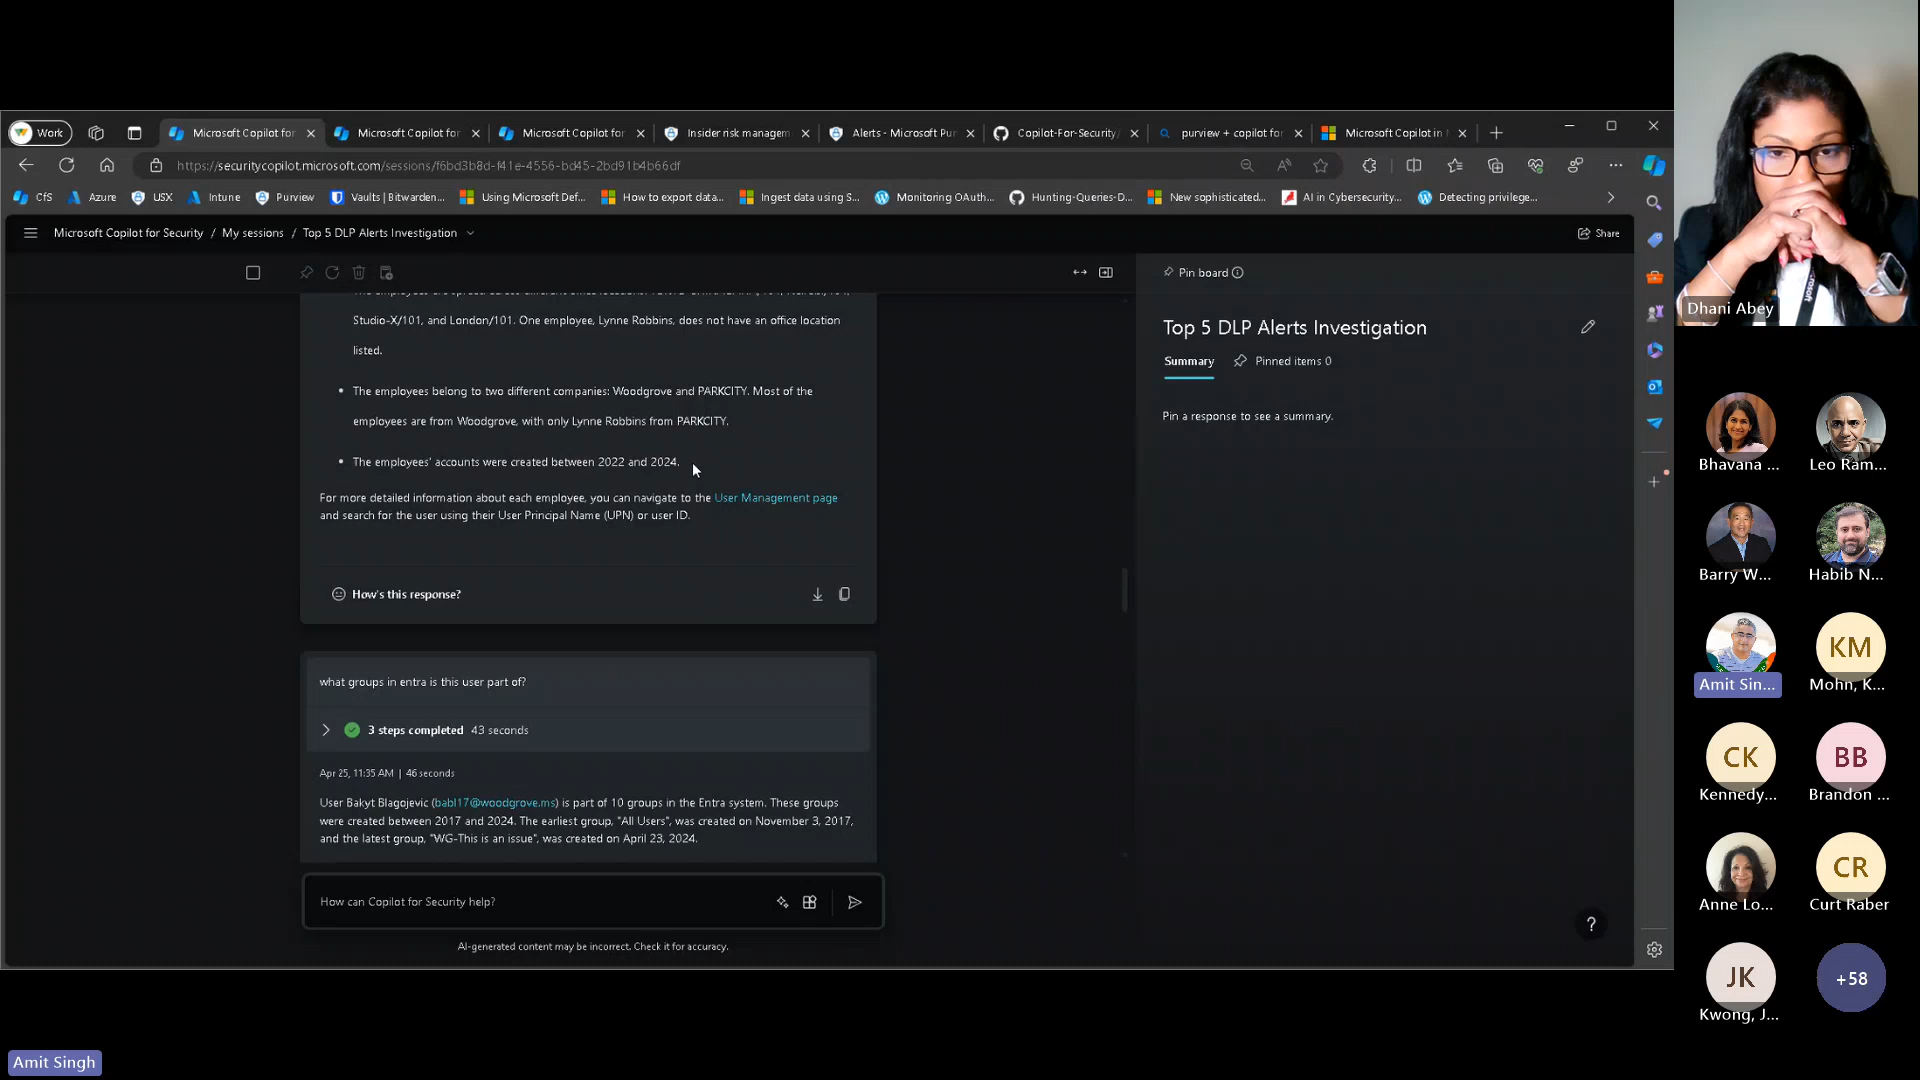 Work
Microsoft Copilot for
Microsoft Copilot for
Microsoft Copilot for
Insider risk managem
Alerts - Microsoft Pur
Copilot-For-Security
purview + copilot for
Microsoft Copilot in
https://securitycopilot.microsoft.com/sessions/f6bd3b8d-f41e-4556-bd45-2bd91b4b66df
CfS
Azure
USX
Intune
Purview
Vaults | Bitwarden...
Using Microsoft Def...
How to export data...
Ingest data using S...
Monitoring OAuth...
Hunting-Queries-D...
New sophisticated...
AI in Cybersecurity...
Detecting privilege...
Microsoft Copilot for Security / My sessions / Top 5 DLP Alerts Investigation
Share
Studio-X/101, and London/101. One employee, Lynne Robbins, does not have an office location
listed.
• The employees belong to two different companies: Woodgrove and PARKCITY. Most of the
employees are from Woodgrove, with only Lynne Robbins from PARKCITY.
• The employees' accounts were created between 2022 and 2024.
For more detailed information about each employee, you can navigate to the User Management page
and search for the user using their User Principal Name (UPN) or user ID.
How's this response?
what groups in entra is this user part of?
3 steps completed 43 seconds
Apr 25, 11:35 AM | 46 seconds
User Bakyt Blagojevic (babl17@woodgrove.ms) is part of 10 groups in the Entra system. These groups
were created between 2017 and 2024. The earliest group, "All Users", was created on November 3, 2017,
and the latest group, "WG-This is an issue", was created on April 23, 2024.
How can Copilot for Security help?
AI-generated content may be incorrect. Check it for accuracy.
Pin board
Top 5 DLP Alerts Investigation
Summary
Pinned items 0
Pin a response to see a summary.
?
Dhani Abey
Bhavana ...
Leo Ram...
Barry W...
Habib N...
Amit Sin...
KM
Mohn, K...
CK
Kennedy...
BB
Brandon ...
Anne Lo...
CR
Curt Raber
JK
Kwong, J...
+58
Amit Singh